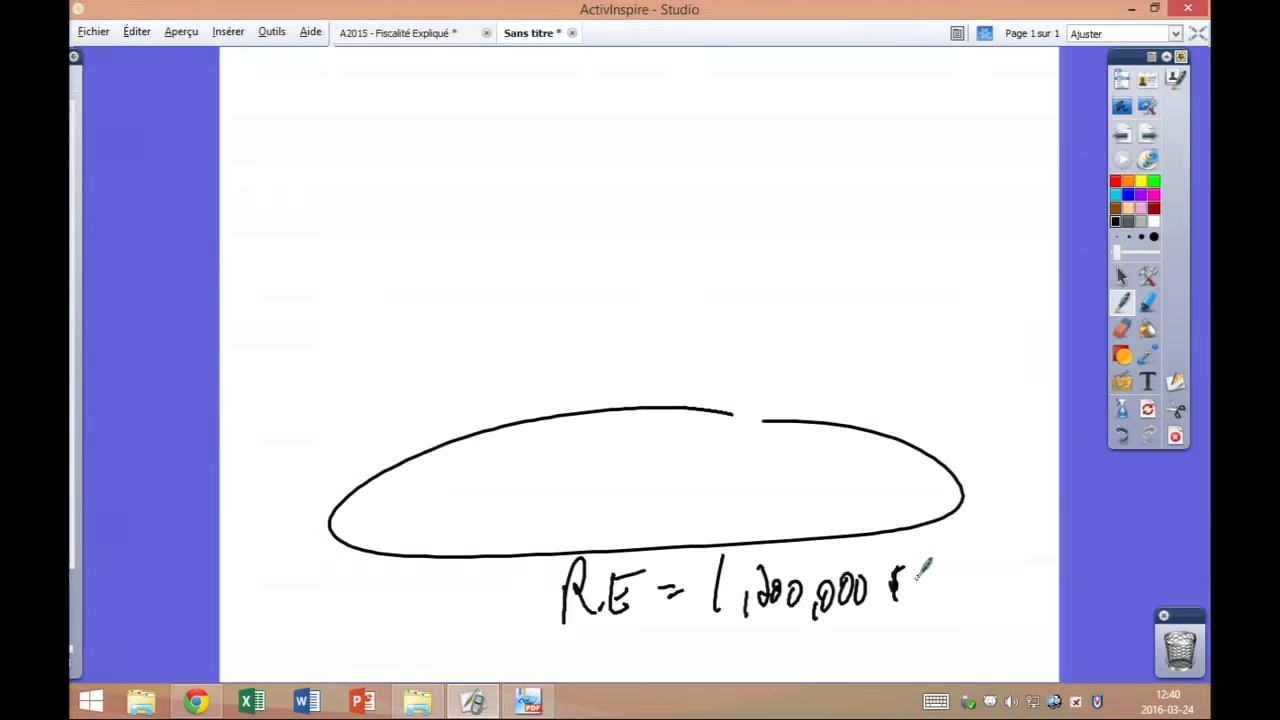 ActivInspire - Studio
Fichier Éditer Aperçu Insérer Outils Aide
A2015 - Fiscalité Expliqué * Sans titre *
Page 1 sur 1 Ajuster
R.E = 1,200,000 $
12:40
2016-03-24